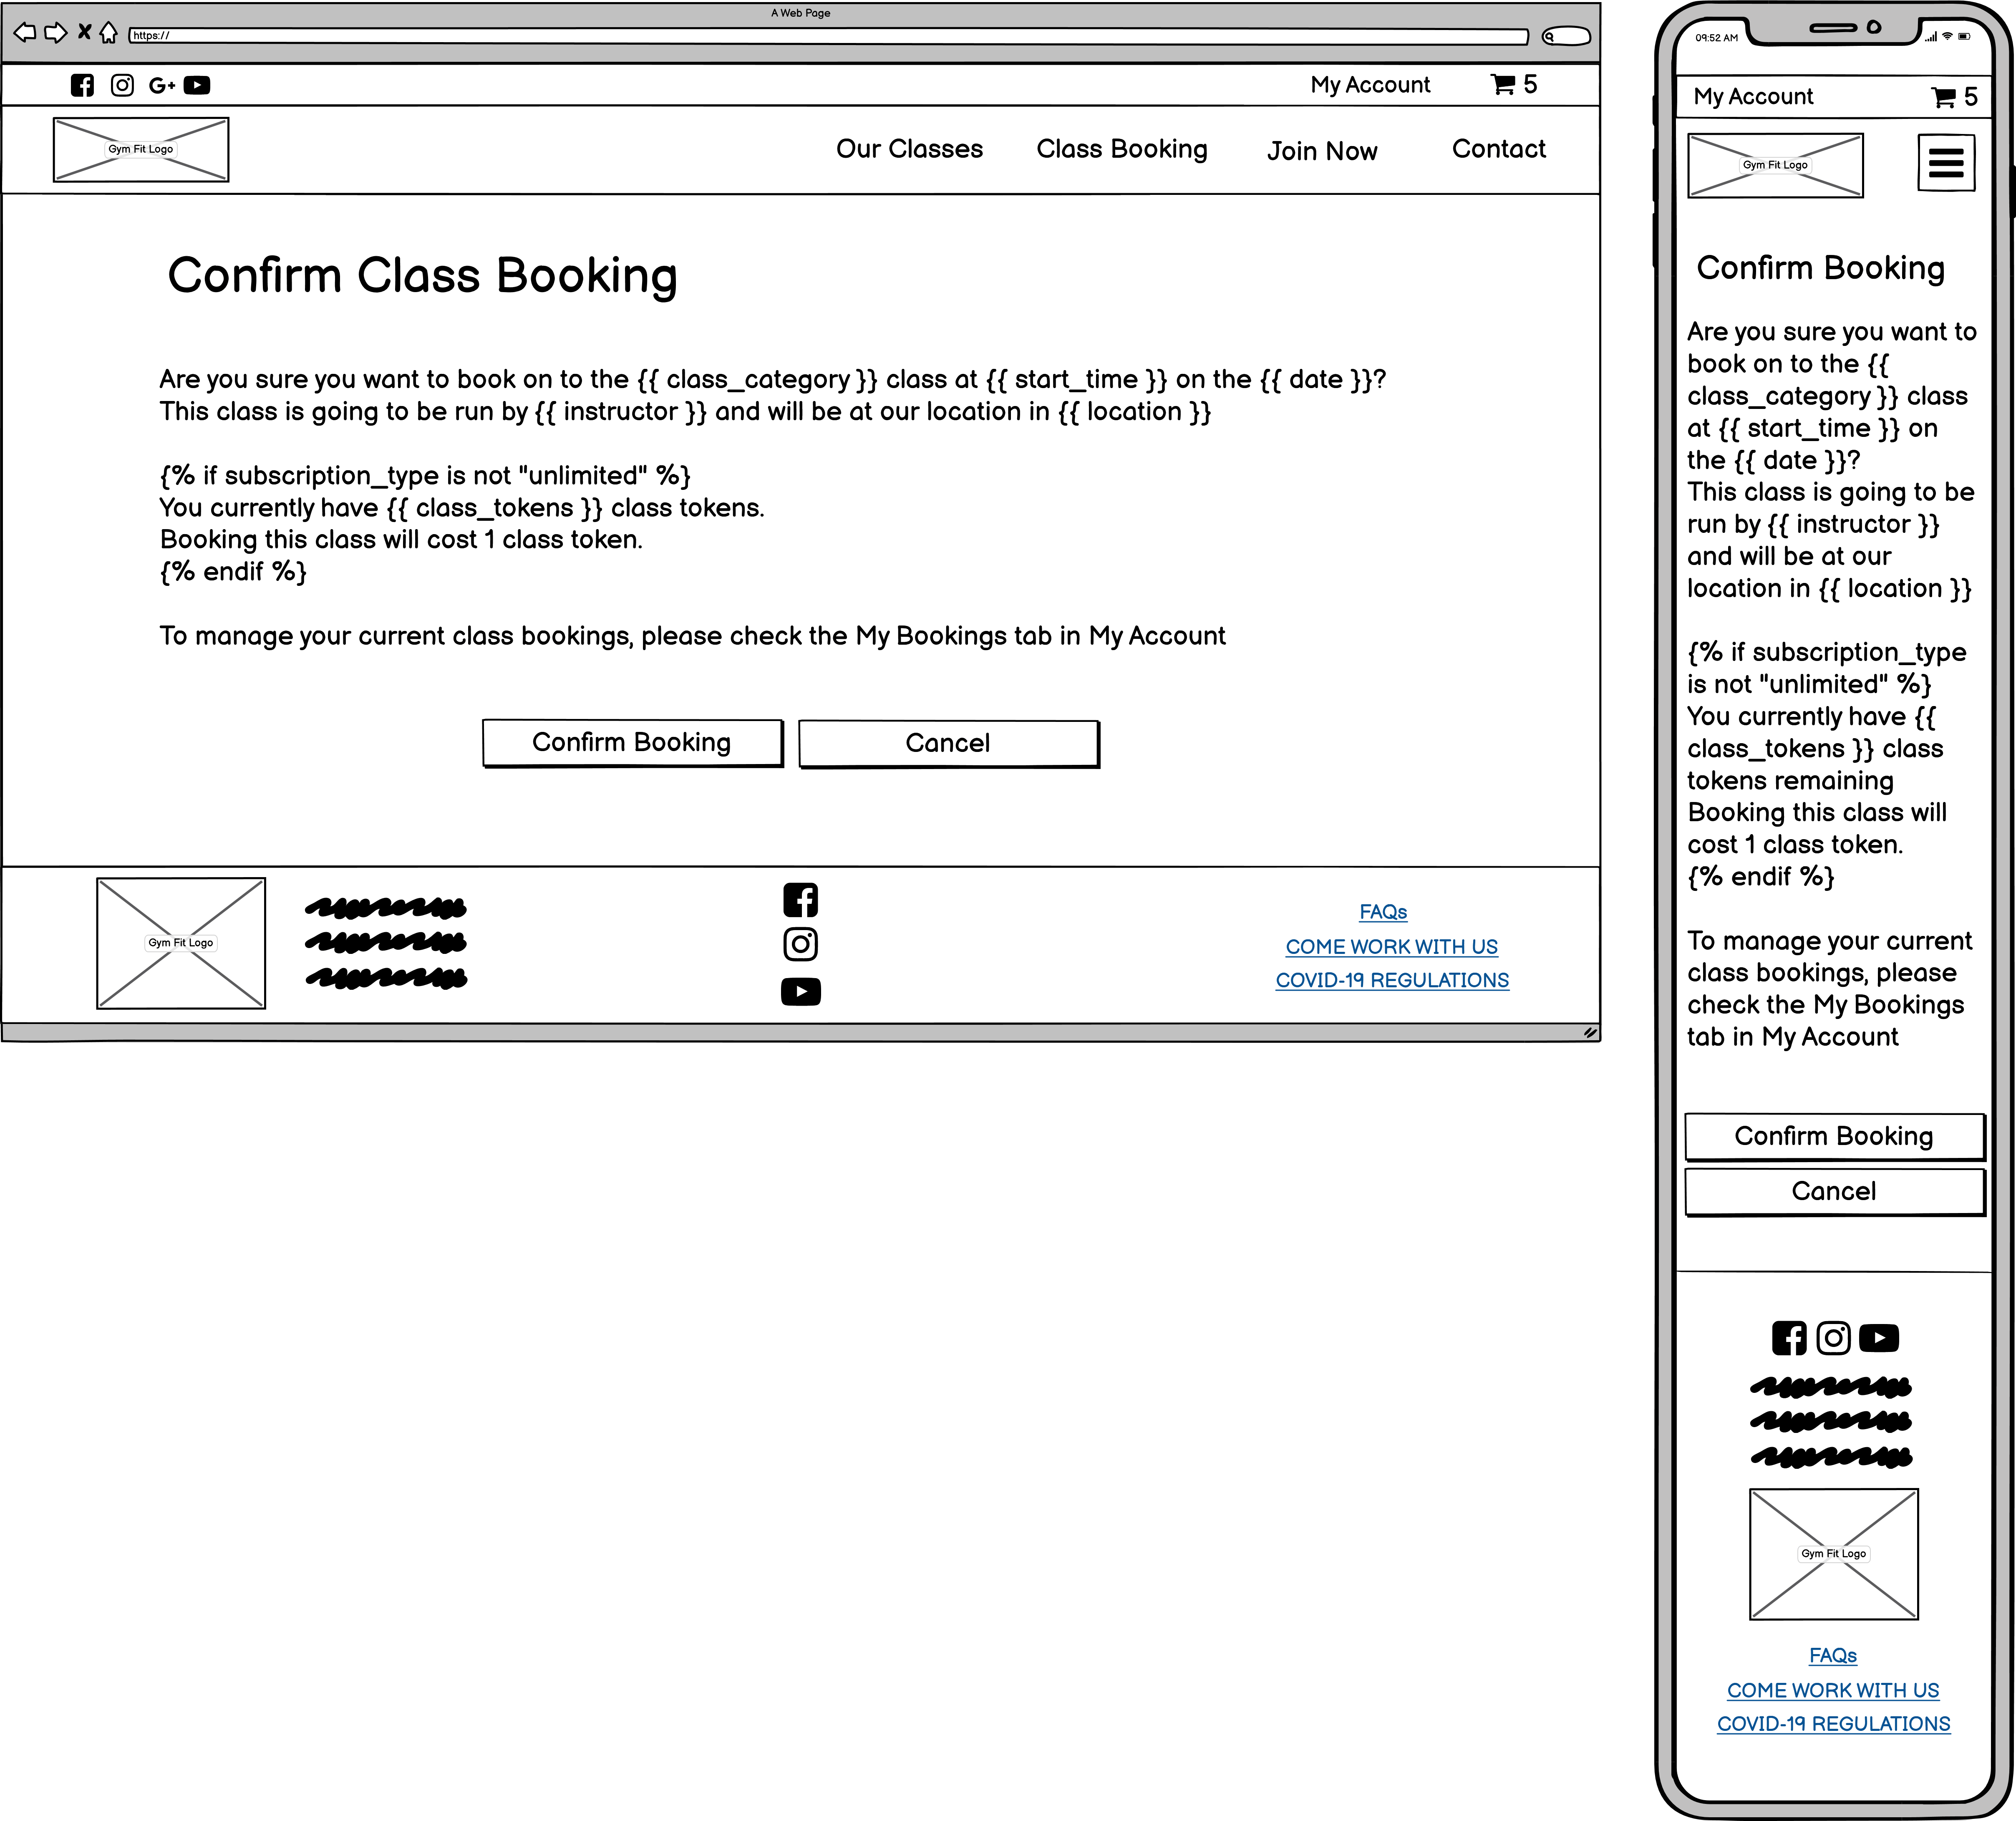 A Web Page
https://
My Account 5
Gym Fit Logo
Our Classes Class Booking Join Now Contact
Confirm Class Booking
Are you sure you want to book on to the {{ class_category }} class at {{ start_time }} on the {{ date }}?
This class is going to be run by {{ instructor }} and will be at our location in {{ location }}
{% if subscription_type is not "unlimited" %}
You currently have {{ class_tokens }} class tokens.
Booking this class will cost 1 class token.
{% endif %}
To manage your current class bookings, please check the My Bookings tab in My Account
Confirm Booking Cancel
Gym Fit Logo
FAQs
COME WORK WITH US
COVID-19 REGULATIONS
09:52 AM
My Account 5
Gym Fit Logo
Confirm Booking
Are you sure you want to
book on to the {{
class_category }} class
at {{ start_time }} on
the {{ date }}?
This class is going to be
run by {{ instructor }}
and will be at our
location in {{ location }}
{% if subscription_type
is not "unlimited" %}
You currently have {{
class_tokens }} class
tokens remaining
Booking this class will
cost 1 class token.
{% endif %}
To manage your current
class bookings, please
check the My Bookings
tab in My Account
Confirm Booking
Cancel
Gym Fit Logo
FAQs
COME WORK WITH US
COVID-19 REGULATIONS